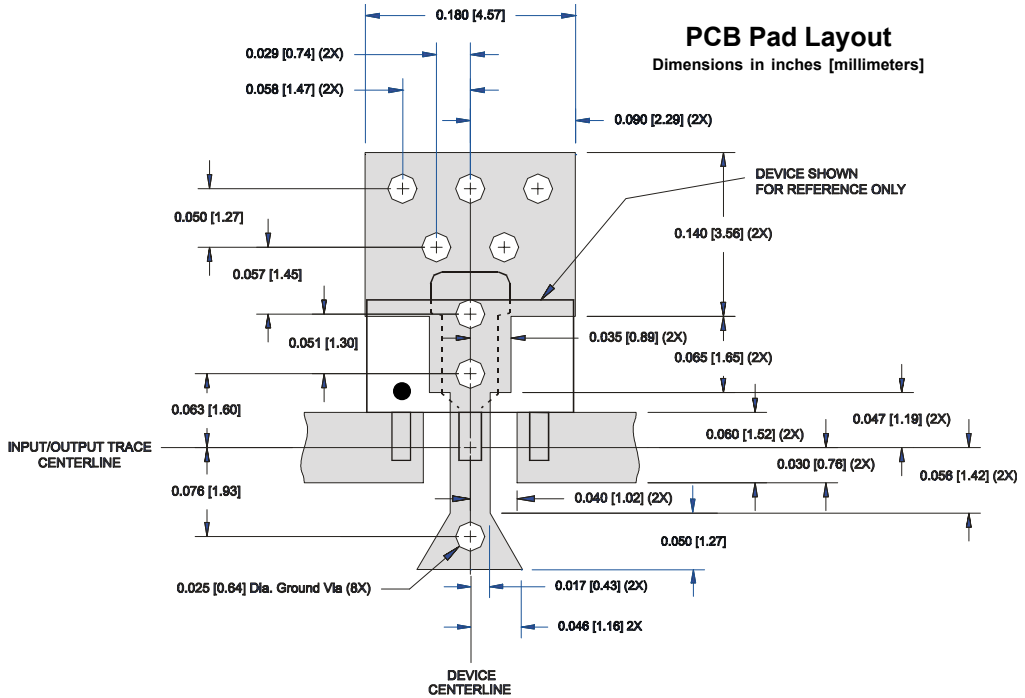 0.180 [4.57]
PCB Pad Layout
Dimensions in inches [millimeters]
0.029 [0.74] (2X)
0.058 [1.47] (2X)
0.090 [2.29] (2X)
DEVICE SHOWN
FOR REFERENCE ONLY
0.050 [1.27]
0.140 [3.56] (2X)
0.057 [1.45]
0.051 [1.30]
0.035 [0.89] (2X)
0.065 [1.65] (2X)
0.063 [1.60]
0.047 [1.19] (2X)
0.060 [1.52] (2X)
INPUT/OUTPUT TRACE
CENTERLINE
0.030 [0.76] (2X)
0.056 [1.42] (2X)
0.076 [1.93]
0.040 [1.02] (2X)
0.050 [1.27]
0.025 [0.64] Dia. Ground Via (8X)
0.017 [0.43] (2X)
0.046 [1.16] 2X
DEVICE
CENTERLINE